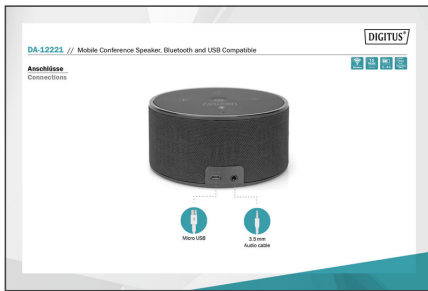 DIGITUS®
DA-12221 // Mobile Conference Speaker, Bluetooth and USB Compatible
Anschlüsse
Connections
Micro USB
3.5 mm
Audio cable